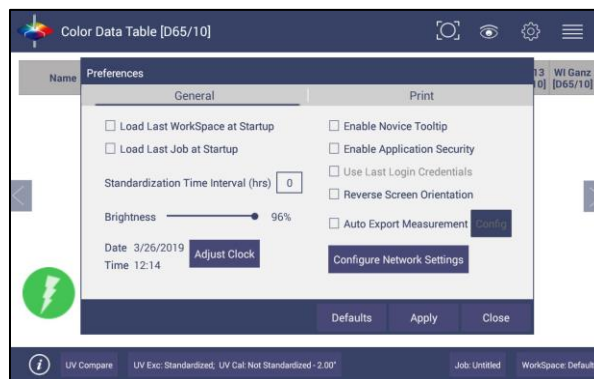 Color Data Table [D65/10]
Name
13 WI Ganz
10] [D65/10]
Preferences
General
Print
Load Last WorkSpace at Startup
Load Last Job at Startup
Standardization Time Interval (hrs) 0
Brightness 96%
Date 3/26/2019
Time 12:14
Adjust Clock
Enable Novice Tooltip
Enable Application Security
Use Last Login Credentials
Reverse Screen Orientation
Auto Export Measurement Config
Configure Network Settings
Defaults Apply Close
i UV Compare UV Exc: Standardized; UV Cal: Not Standardized - 2.00" Job: Untitled WorkSpace: Default